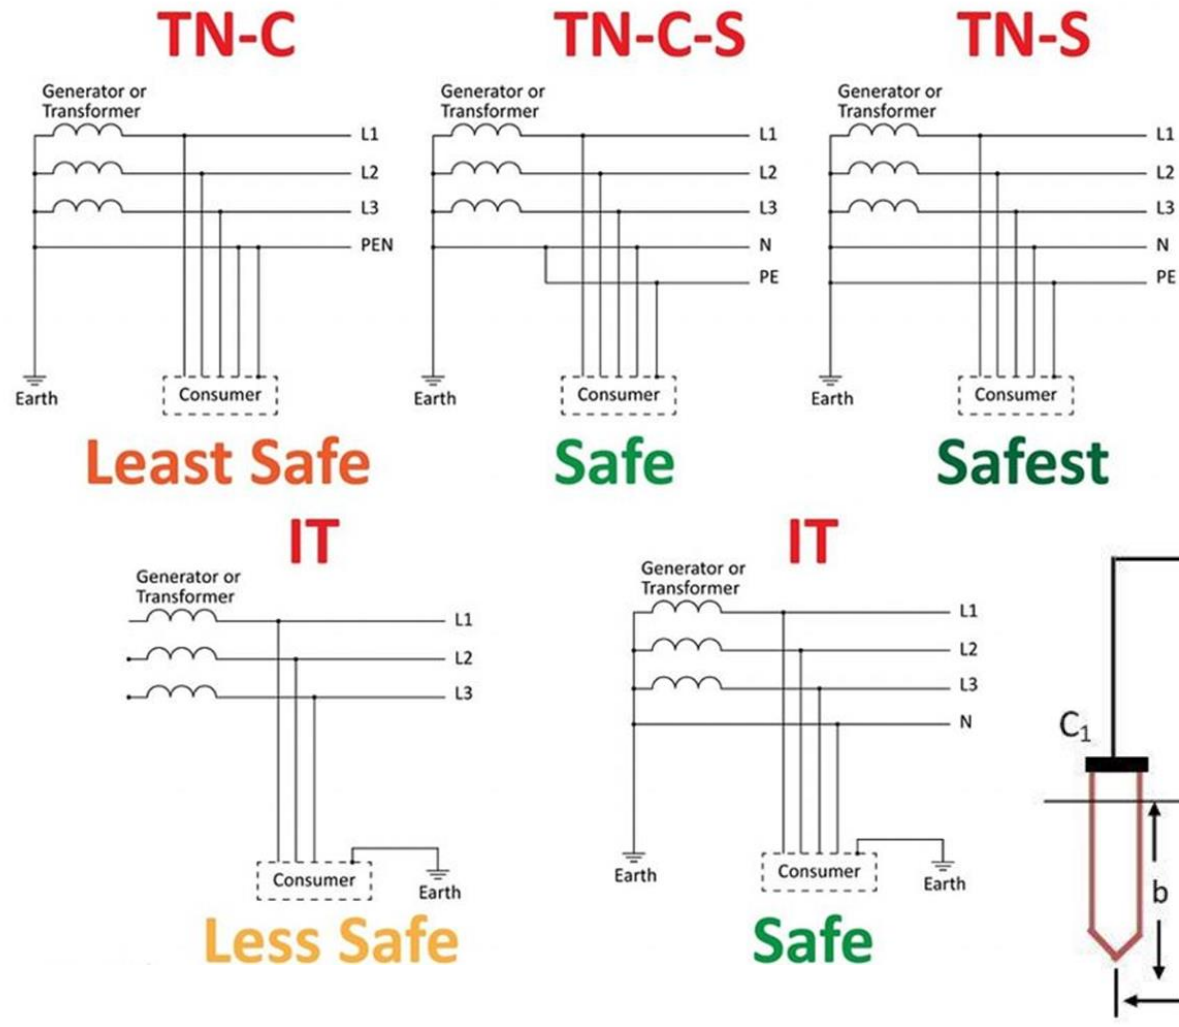 TN-C
Generator or
Transformer
L1
L2
L3
PEN
Earth
Consumer
Least Safe
TN-C-S
Generator or
Transformer
L1
L2
L3
N
PE
Earth
Consumer
Safe
TN-S
Generator or
Transformer
L1
L2
L3
N
PE
Earth
Consumer
Safest
IT
Generator or
Transformer
L1
L2
L3
Consumer
Earth
Less Safe
IT
Generator or
Transformer
L1
L2
L3
N
Earth
Consumer
Earth
Safe
C₁
b